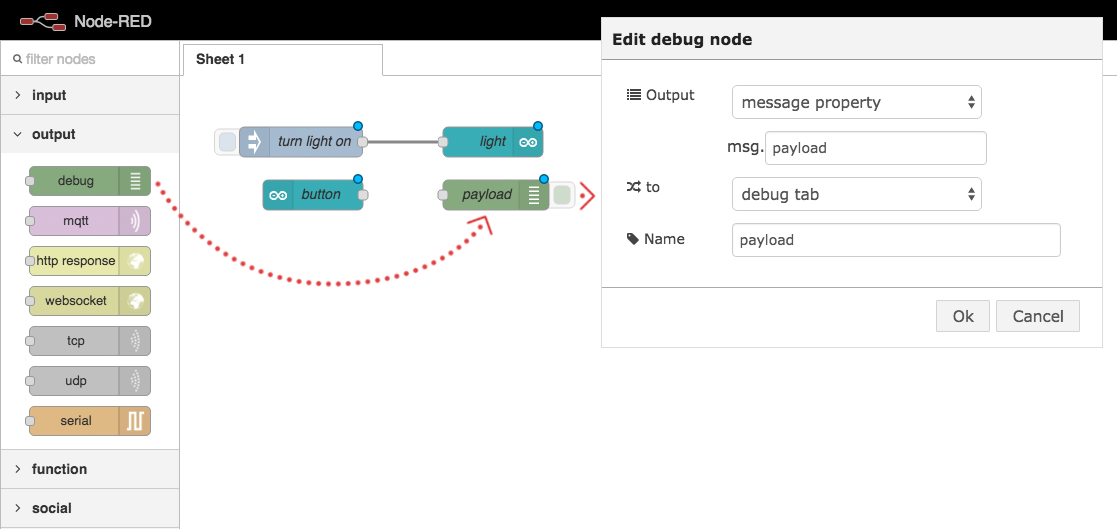 Node-RED
filter nodes
input
output
debug
mqtt
http response
websocket
tcp
udp
serial
function
social
Sheet 1
turn light on
light
button
payload
Edit debug node
Output
message property
msg. payload
to
debug tab
Name
payload
Ok Cancel